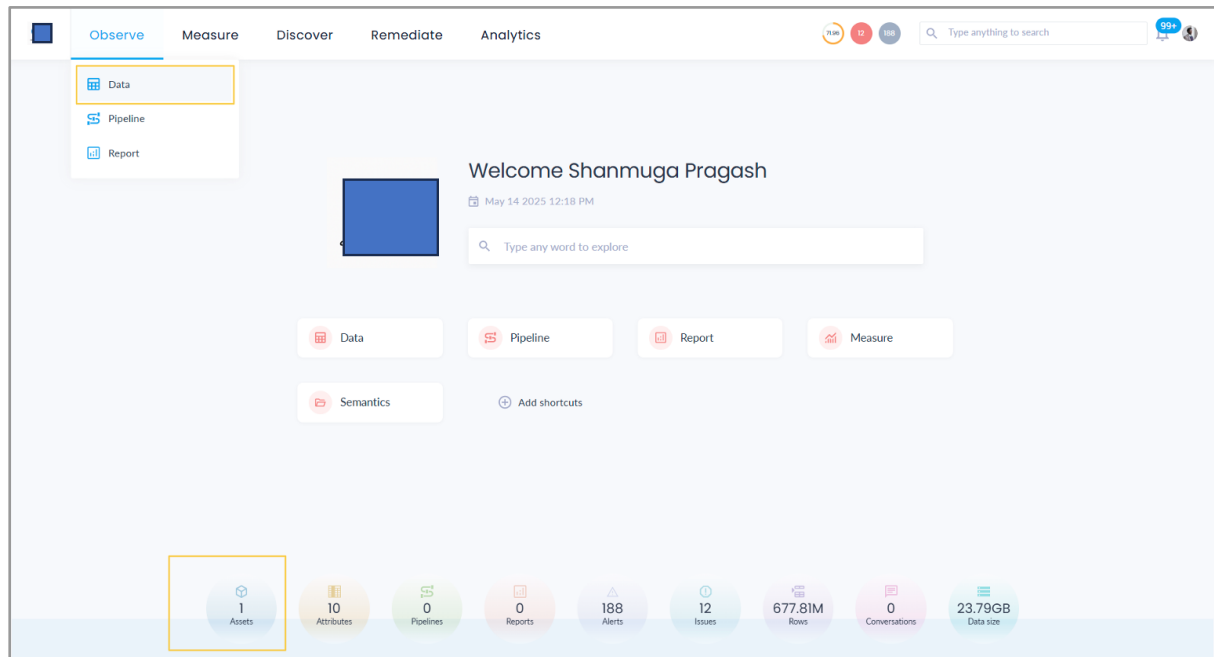 Observe Measure Discover Remediate Analytics 71.96 12 188 Type anything to search 99+
Data
Pipeline
Report
Welcome Shanmuga Pragash
May 14 2025 12:18 PM
Type any word to explore
Data Pipeline Report Measure
Semantics Add shortcuts
1 10 0 0 188 12 677.81M 0 23.79GB
Assets Attributes Pipelines Reports Alerts Issues Rows Conversations Data size